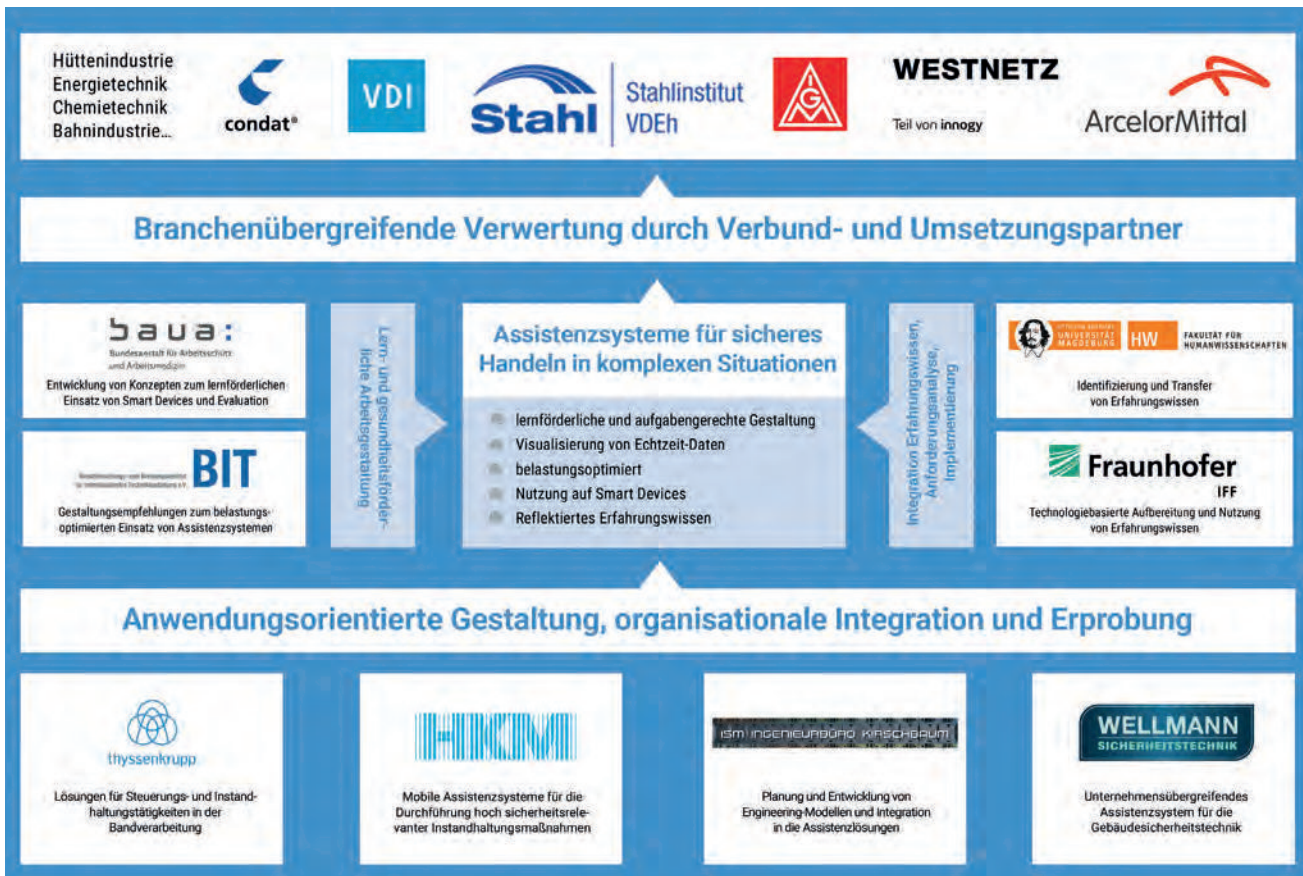 Hüttenindustrie
Energietechnik
Chemietechnik
Bahnindustrie…
condat®
VDI
Stahl
Stahlinstitut
VDEh
IGM
WESTNETZ
Teil von innogy
ArcelorMittal
Branchenübergreifende Verwertung durch Verbund- und Umsetzungspartner
baua:
Bundesanstalt für Arbeitsschutz
und Arbeitsmedizin
Entwicklung von Konzepten zum lernförderlichen
Einsatz von Smart Devices und Evaluation
BIT
Gestaltungsempfehlungen zum belastungs-
optimierten Einsatz von Assistenzsystemen
Lern- und gesundheitsförder-
liche Arbeitsgestaltung
Assistenzsysteme für sicheres
Handeln in komplexen Situationen
lernförderliche und aufgabengerechte Gestaltung
Visualisierung von Echtzeit-Daten
belastungsoptimiert
Nutzung auf Smart Devices
Reflektiertes Erfahrungswissen
Integration Erfahrungswissen,
Anforderungsanalyse,
Implementierung
UNIVERSITÄT
MAGDEBURG
HW
FAKULTÄT FÜR
HUMANWISSENSCHAFTEN
Identifizierung und Transfer
von Erfahrungswissen
Fraunhofer
IFF
Technologiebasierte Aufbereitung und Nutzung
von Erfahrungswissen
Anwendungsorientierte Gestaltung, organisationale Integration und Erprobung
thyssenkrupp
Lösungen für Steuerungs- und Instand-
haltungstätigkeiten in der
Bandverarbeitung
HKM
Mobile Assistenzsysteme für die
Durchführung hoch sicherheitsrele-
vanter Instandhaltungsmaßnahmen
ISM INGENIEURBÜRO KIRSCHBAUM
Planung und Entwicklung von
Engineering-Modellen und Integration
in die Assistenzlösungen
WELLMANN
SICHERHEITSTECHNIK
Unternehmensübergreifendes
Assistenzsystem für die
Gebäudesicherheitstechnik